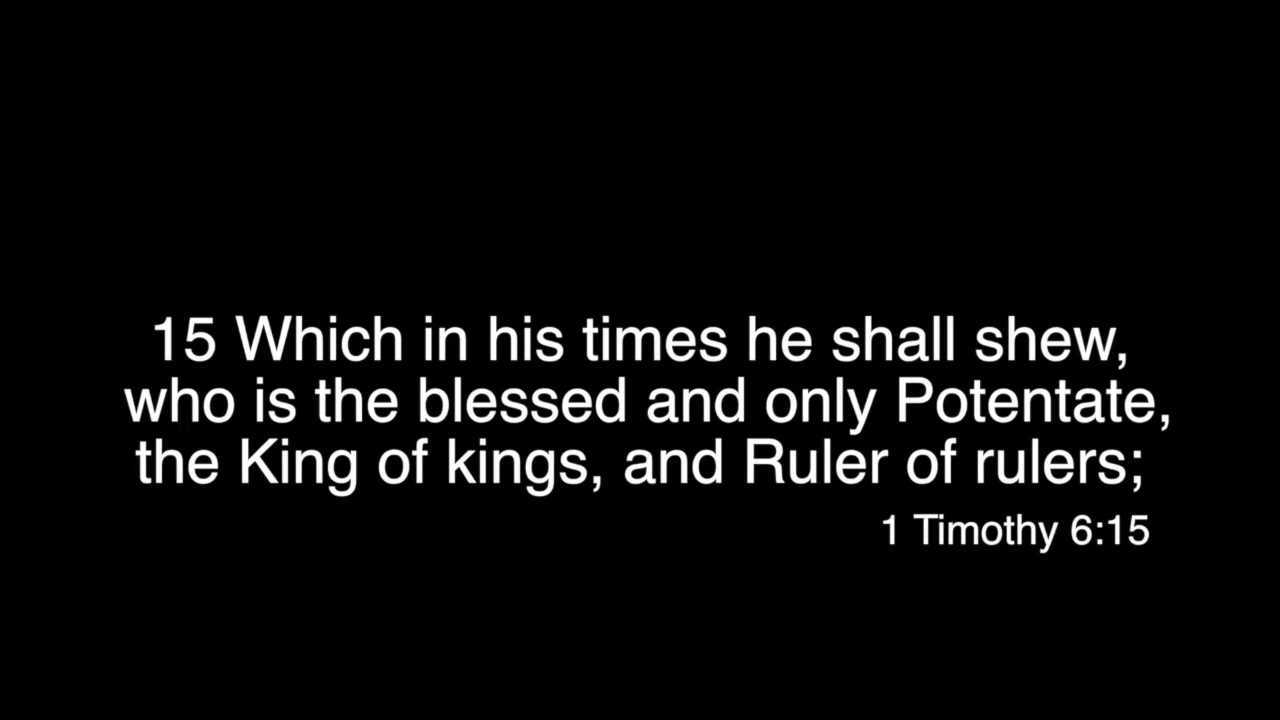 15 Which in his times he shall shew,
who is the blessed and only Potentate,
the King of kings, and Ruler of rulers;
1 Timothy 6:15